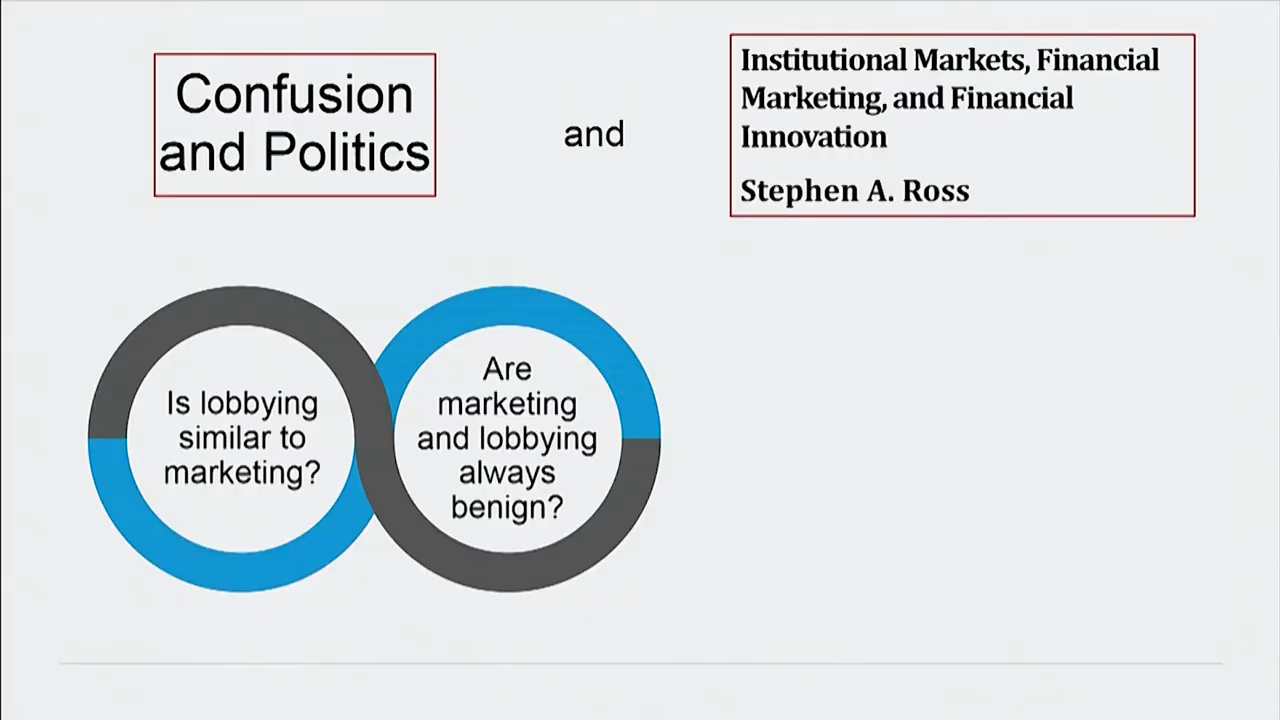 Confusion
and Politics
and
Institutional Markets, Financial
Marketing, and Financial
Innovation
Stephen A. Ross
Is lobbying
similar to
marketing?
Are
marketing
and lobbying
always
benign?